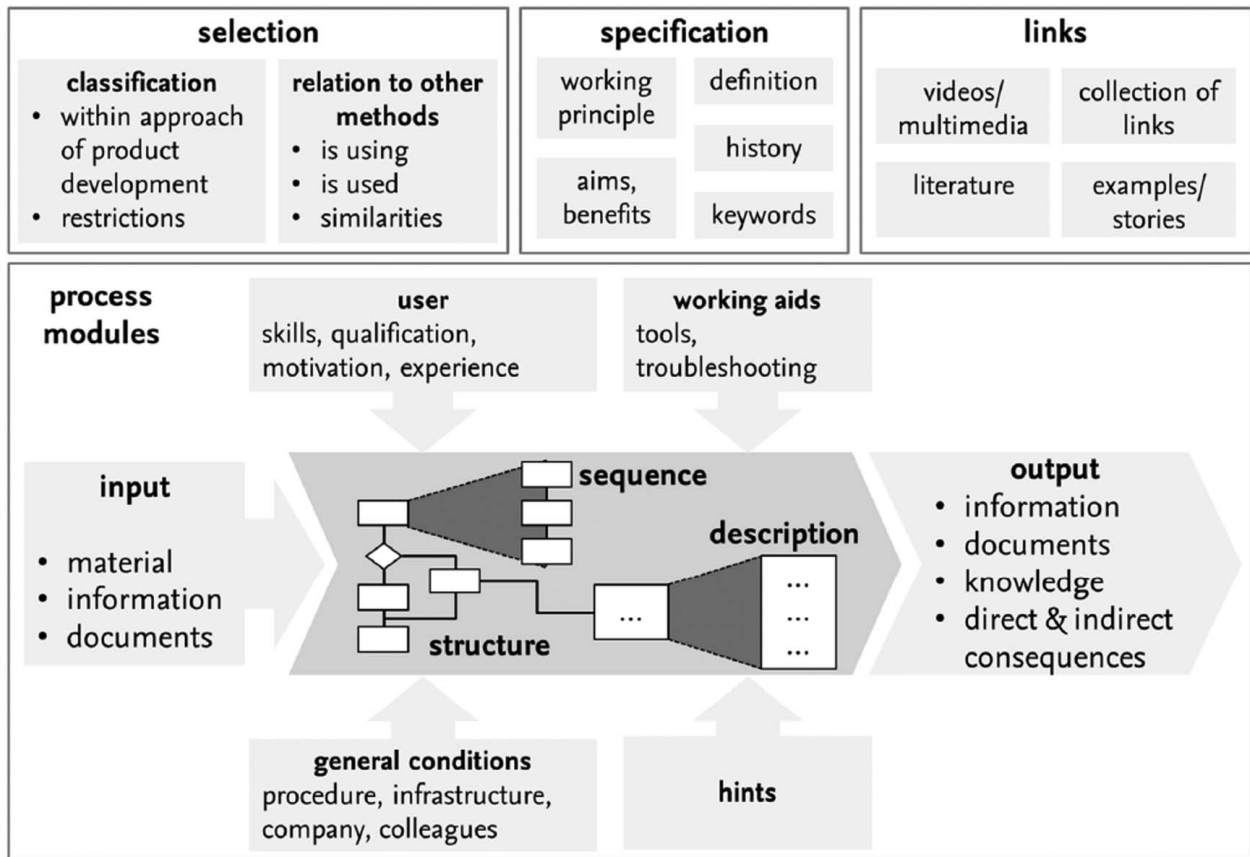 selection
classification
• within approach
of product
development
• restrictions
relation to other
methods
• is using
• is used
• similarities
specification
working
principle
definition
history
aims,
benefits
keywords
links
videos/
multimedia
collection of
links
literature
examples/
stories
process
modules
user
skills, qualification,
motivation, experience
working aids
tools,
troubleshooting
input
• material
• information
• documents
sequence
description
structure
...
...
...
...
output
• information
• documents
• knowledge
• direct & indirect
consequences
general conditions
procedure, infrastructure,
company, colleagues
hints